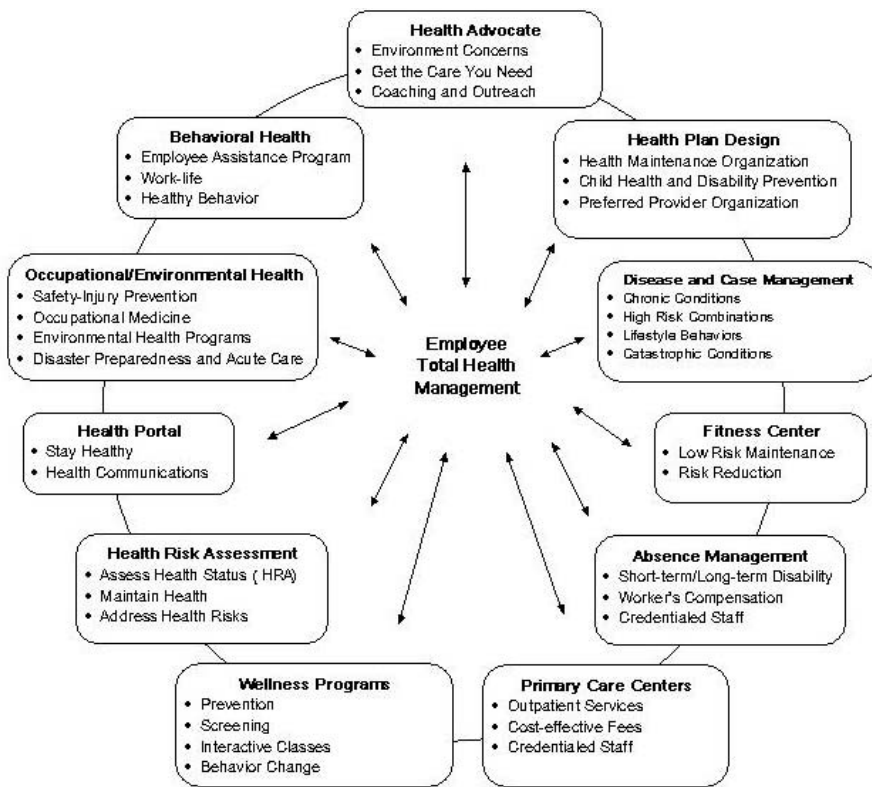 Health Advocate
• Environment Concerns
• Get the Care You Need
• Coaching and Outreach
Behavioral Health
• Employee Assistance Program
• Work-life
• Healthy Behavior
Health Plan Design
• Health Maintenance Organization
• Child Health and Disability Prevention
• Preferred Provider Organization
Occupational/Environmental Health
• Safety-Injury Prevention
• Occupational Medicine
• Environmental Health Programs
• Disaster Preparedness and Acute Care
Disease and Case Management
• Chronic Conditions
• High Risk Combinations
• Lifestyle Behaviors
• Catastrophic Conditions
Employee
Total Health
Management
Health Portal
• Stay Healthy
• Health Communications
Fitness Center
• Low Risk Maintenance
• Risk Reduction
Health Risk Assessment
• Assess Health Status ( HRA)
• Maintain Health
• Address Health Risks
Absence Management
• Short-term/Long-term Disability
• Worker's Compensation
• Credentialed Staff
Wellness Programs
• Prevention
• Screening
• Interactive Classes
• Behavior Change
Primary Care Centers
• Outpatient Services
• Cost-effective Fees
• Credentialed Staff